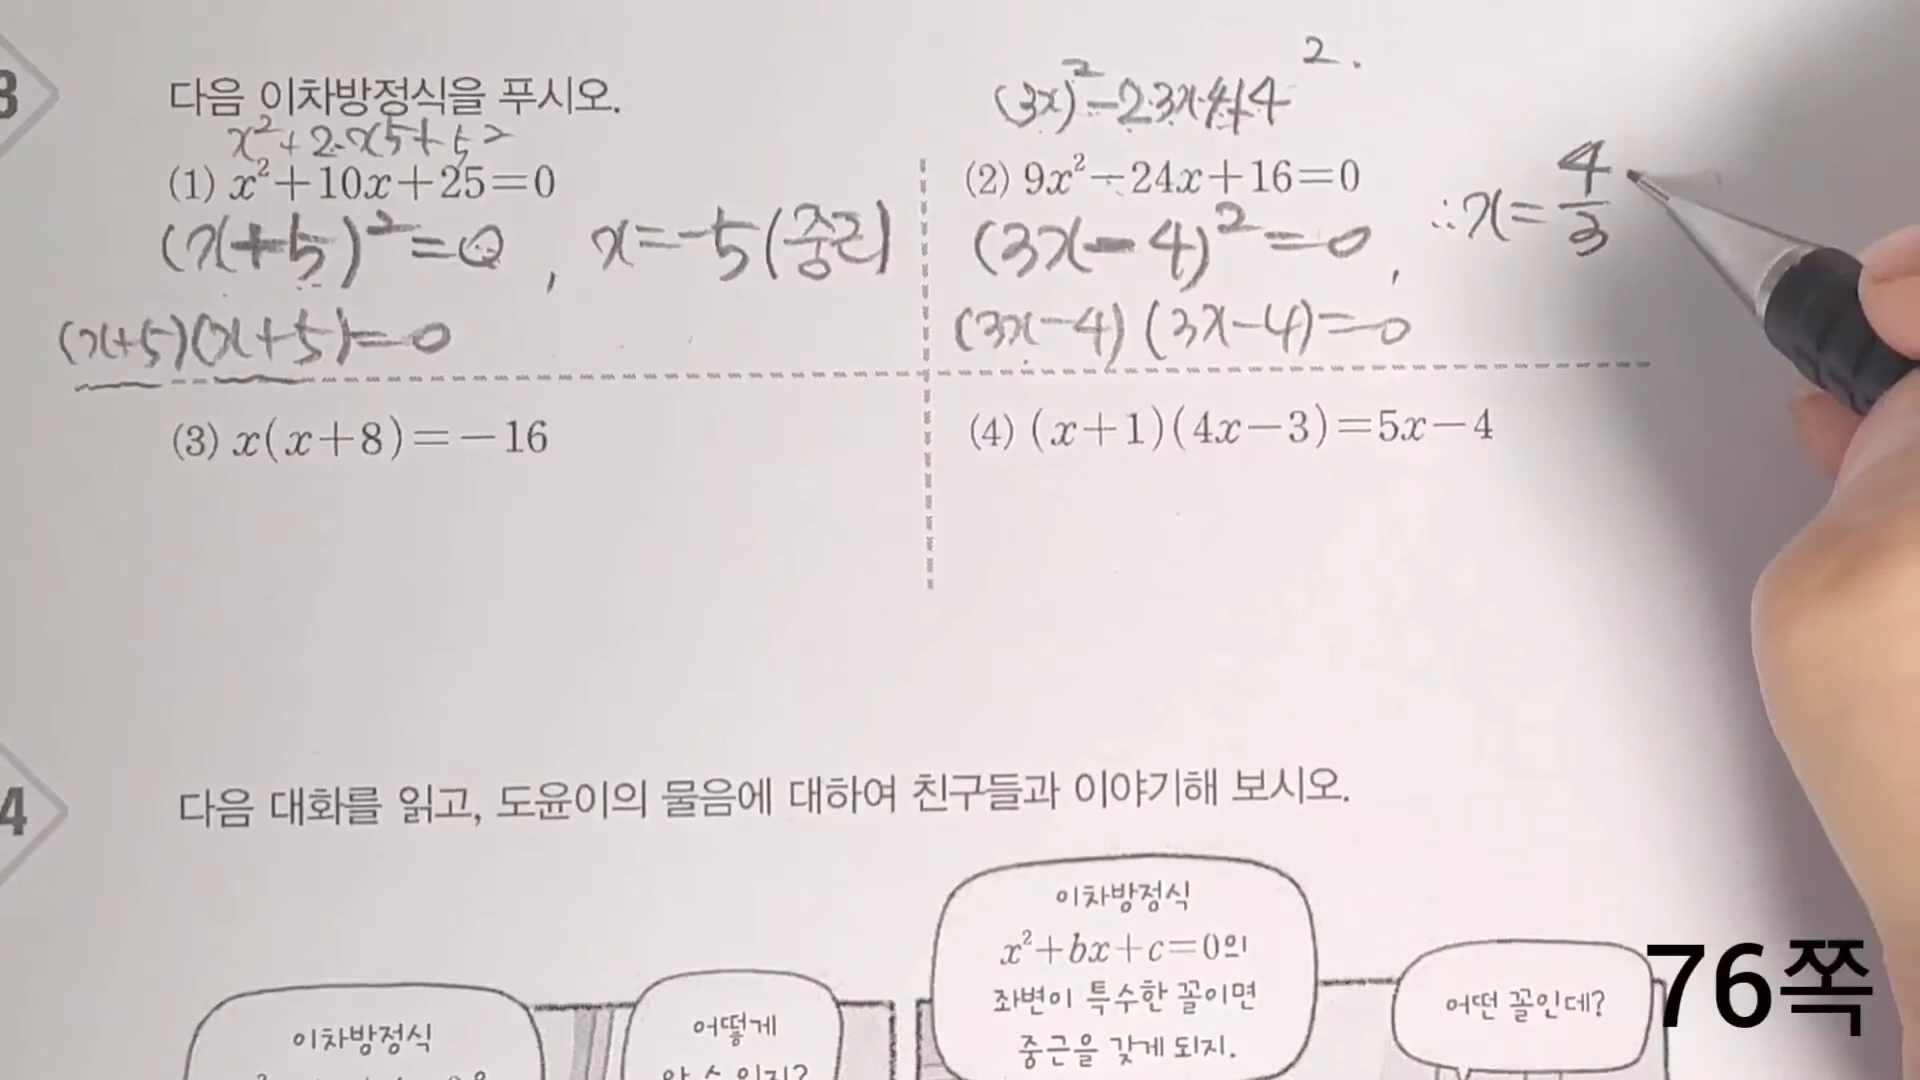 3
다음 이차방정식을 푸시오.
x²+2·x5+5²
(1) x²+10x+25=0
(x+5)²=0, x=-5(중근)
(x+5)(x+5)=0
(3x)²-2·3x·4+4²
(2) 9x²-24x+16=0
(3x-4)²=0, ∴x=4/3
(3x-4)(3x-4)=0
(3) x(x+8)=-16
(4) (x+1)(4x-3)=5x-4
4
다음 대화를 읽고, 도윤이의 물음에 대하여 친구들과 이야기해 보시오.
이차방정식
어떻게
알 수 있지?
이차방정식
x²+bx+c=0의
좌변이 특수한 꼴이면
중근을 갖게 되지.
어떤 꼴인데?
76쪽